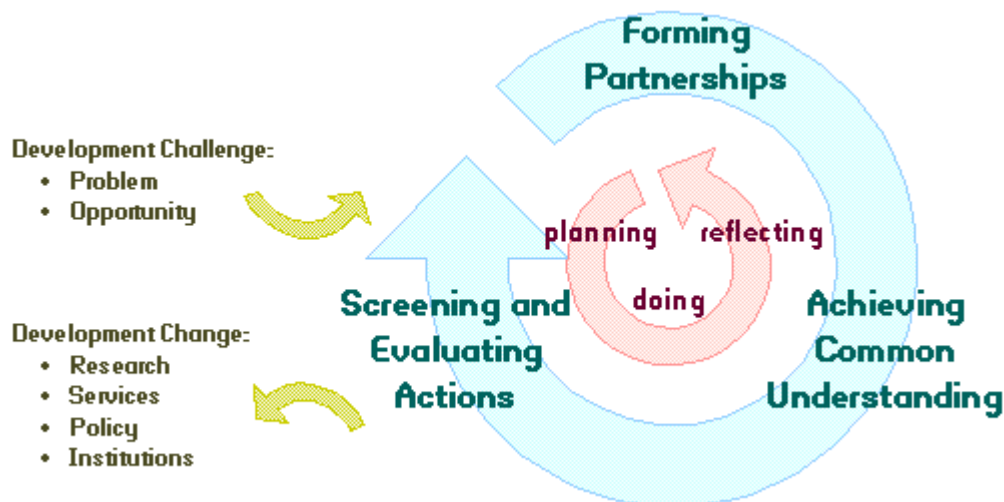 Forming
Partnerships
Development Challenge:
• Problem
• Opportunity
planning
reflecting
doing
Screening and
Evaluating
Actions
Achieving
Common
Understanding
Development Change:
• Research
• Services
• Policy
• Institutions